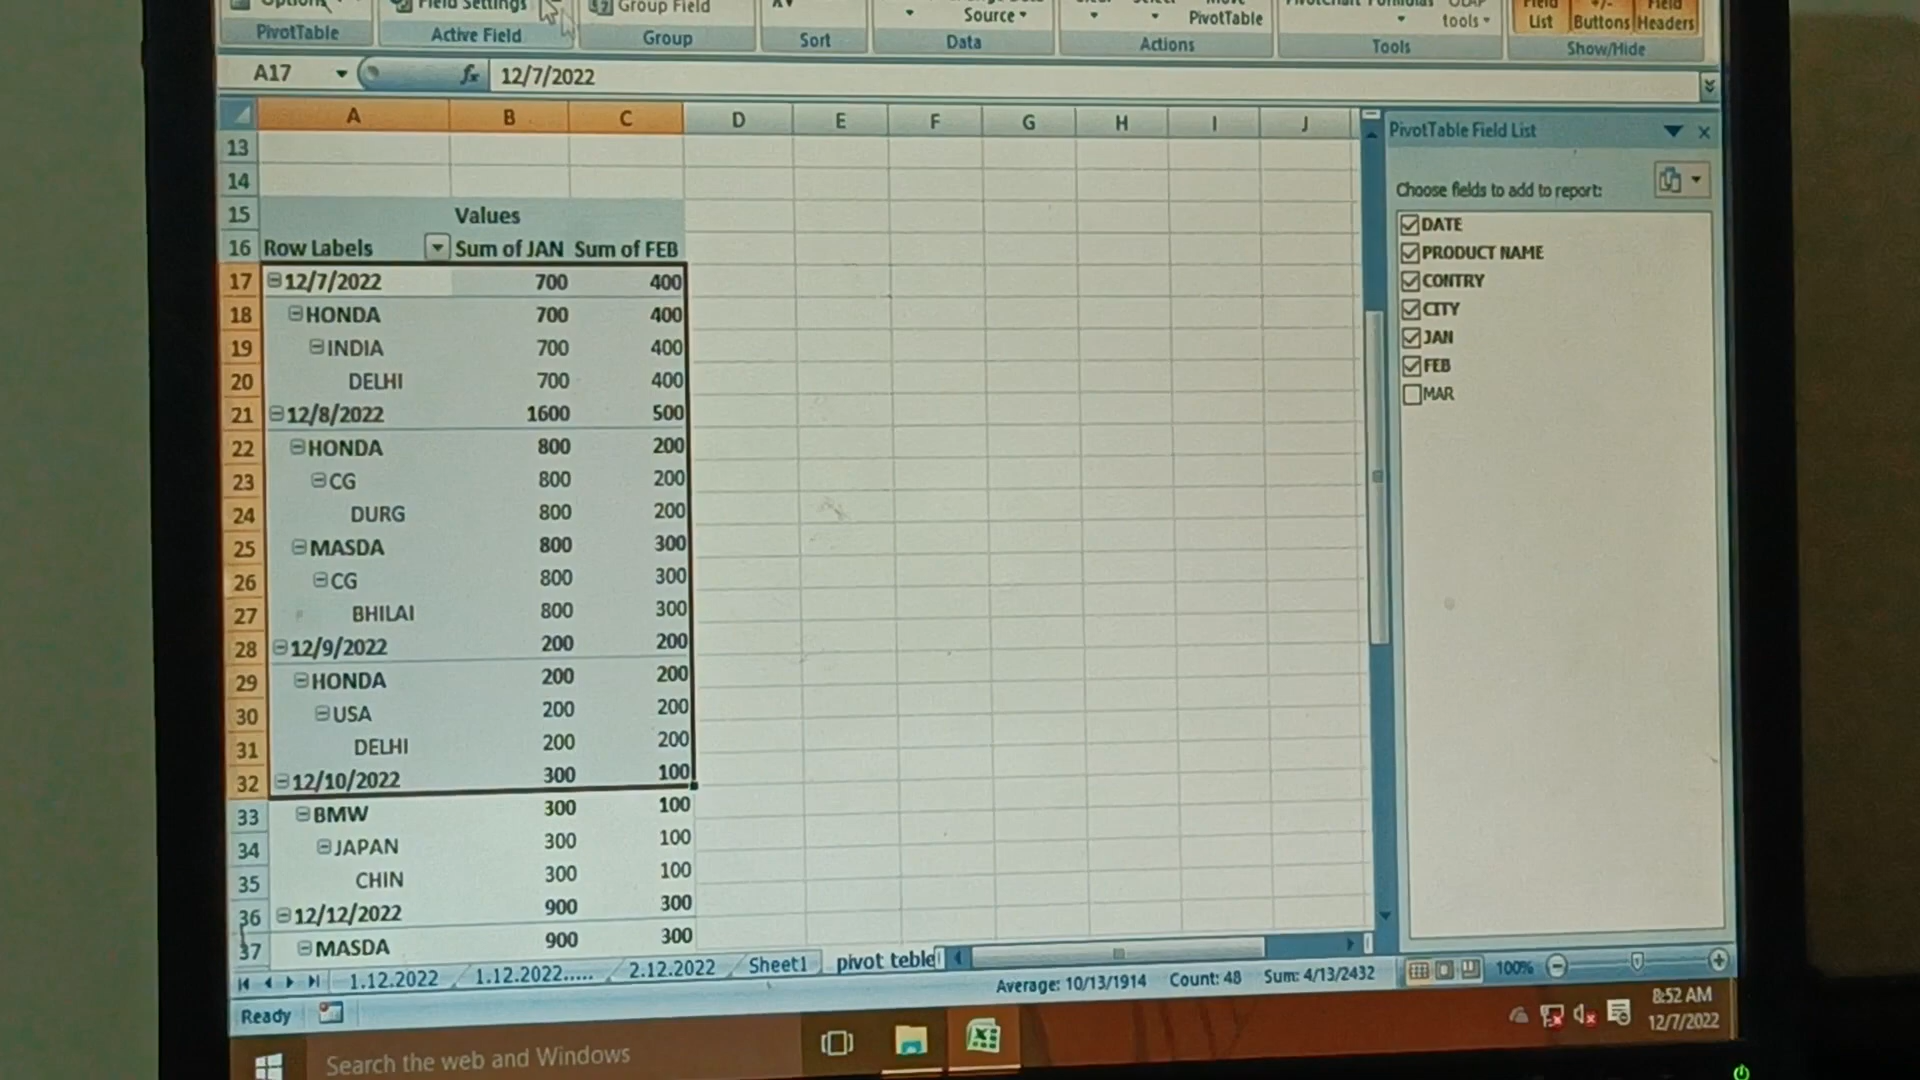 Options
Field Settings
Group Field
Source
PivotTable
tools
Field List
+/- Buttons
Field Headers
PivotTable
Active Field
Group
Sort
Data
Actions
Tools
Show/Hide
A17
fx
12/7/2022
A B C D E F G H I J
13
14
15 Values
16 Row Labels Sum of JAN Sum of FEB
17 12/7/2022 700 400
18 HONDA 700 400
19 INDIA 700 400
20 DELHI 700 400
21 12/8/2022 1600 500
22 HONDA 800 200
23 CG 800 200
24 DURG 800 200
25 MASDA 800 300
26 CG 800 300
27 BHILAI 800 300
28 12/9/2022 200 200
29 HONDA 200 200
30 USA 200 200
31 DELHI 200 200
32 12/10/2022 300 100
33 BMW 300 100
34 JAPAN 300 100
35 CHIN 300 100
36 12/12/2022 900 300
37 MASDA 900 300
PivotTable Field List
Choose fields to add to report:
DATE
PRODUCT NAME
CONTRY
CITY
JAN
FEB
MAR
1.12.2022 1.12.2022..... 2.12.2022 Sheet1 pivot teble
Ready
Average: 10/13/1914 Count: 48 Sum: 4/13/2432
100%
Search the web and Windows
8:52 AM
12/7/2022